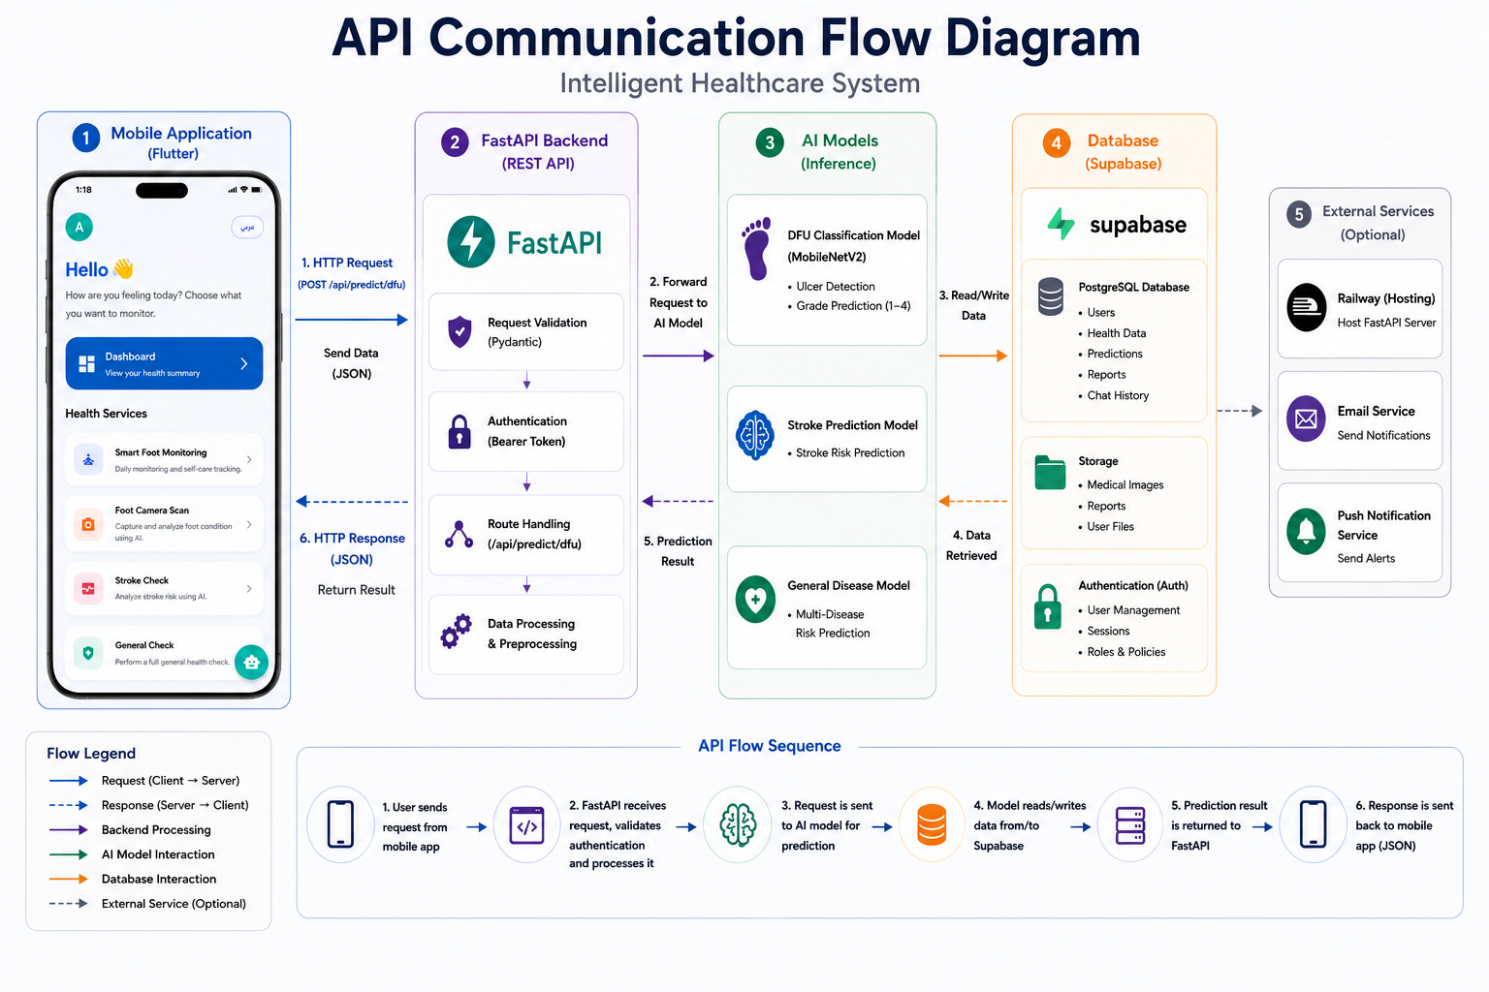 API Communication Flow Diagram
Intelligent Healthcare System
1 Mobile Application
(Flutter)
1:18
A
عربي
Hello 👋
How are you feeling today? Choose what
you want to monitor.
Dashboard
View your health summary
Health Services
Smart Foot Monitoring
Daily monitoring and self-care tracking.
Foot Camera Scan
Capture and analyze foot condition
using AI.
Stroke Check
Analyze stroke risk using AI.
General Check
Perform a full general health check.
1. HTTP Request
(POST /api/predict/dfu)
Send Data
(JSON)
6. HTTP Response
(JSON)
Return Result
2 FastAPI Backend
(REST API)
FastAPI
Request Validation
(Pydantic)
Authentication
(Bearer Token)
Route Handling
(/api/predict/dfu)
Data Processing
& Preprocessing
2. Forward
Request to
AI Model
5. Prediction
Result
3 AI Models
(Inference)
DFU Classification Model
(MobileNetV2)
• Ulcer Detection
• Grade Prediction (1–4)
Stroke Prediction Model
• Stroke Risk Prediction
General Disease Model
• Multi-Disease
Risk Prediction
3. Read/Write
Data
4. Data
Retrieved
4 Database
(Supabase)
supabase
PostgreSQL Database
• Users
• Health Data
• Predictions
• Reports
• Chat History
Storage
• Medical Images
• Reports
• User Files
Authentication (Auth)
• User Management
• Sessions
• Roles & Policies
5 External Services
(Optional)
Railway (Hosting)
Host FastAPI Server
Email Service
Send Notifications
Push Notification
Service
Send Alerts
Flow Legend
Request (Client → Server)
Response (Server → Client)
Backend Processing
AI Model Interaction
Database Interaction
External Service (Optional)
API Flow Sequence
1. User sends
request from
mobile app
2. FastAPI receives
request, validates
authentication
and processes it
3. Request is sent
to AI model for
prediction
4. Model reads/writes
data from/to
Supabase
5. Prediction result
is returned to
FastAPI
6. Response is sent
back to mobile
app (JSON)